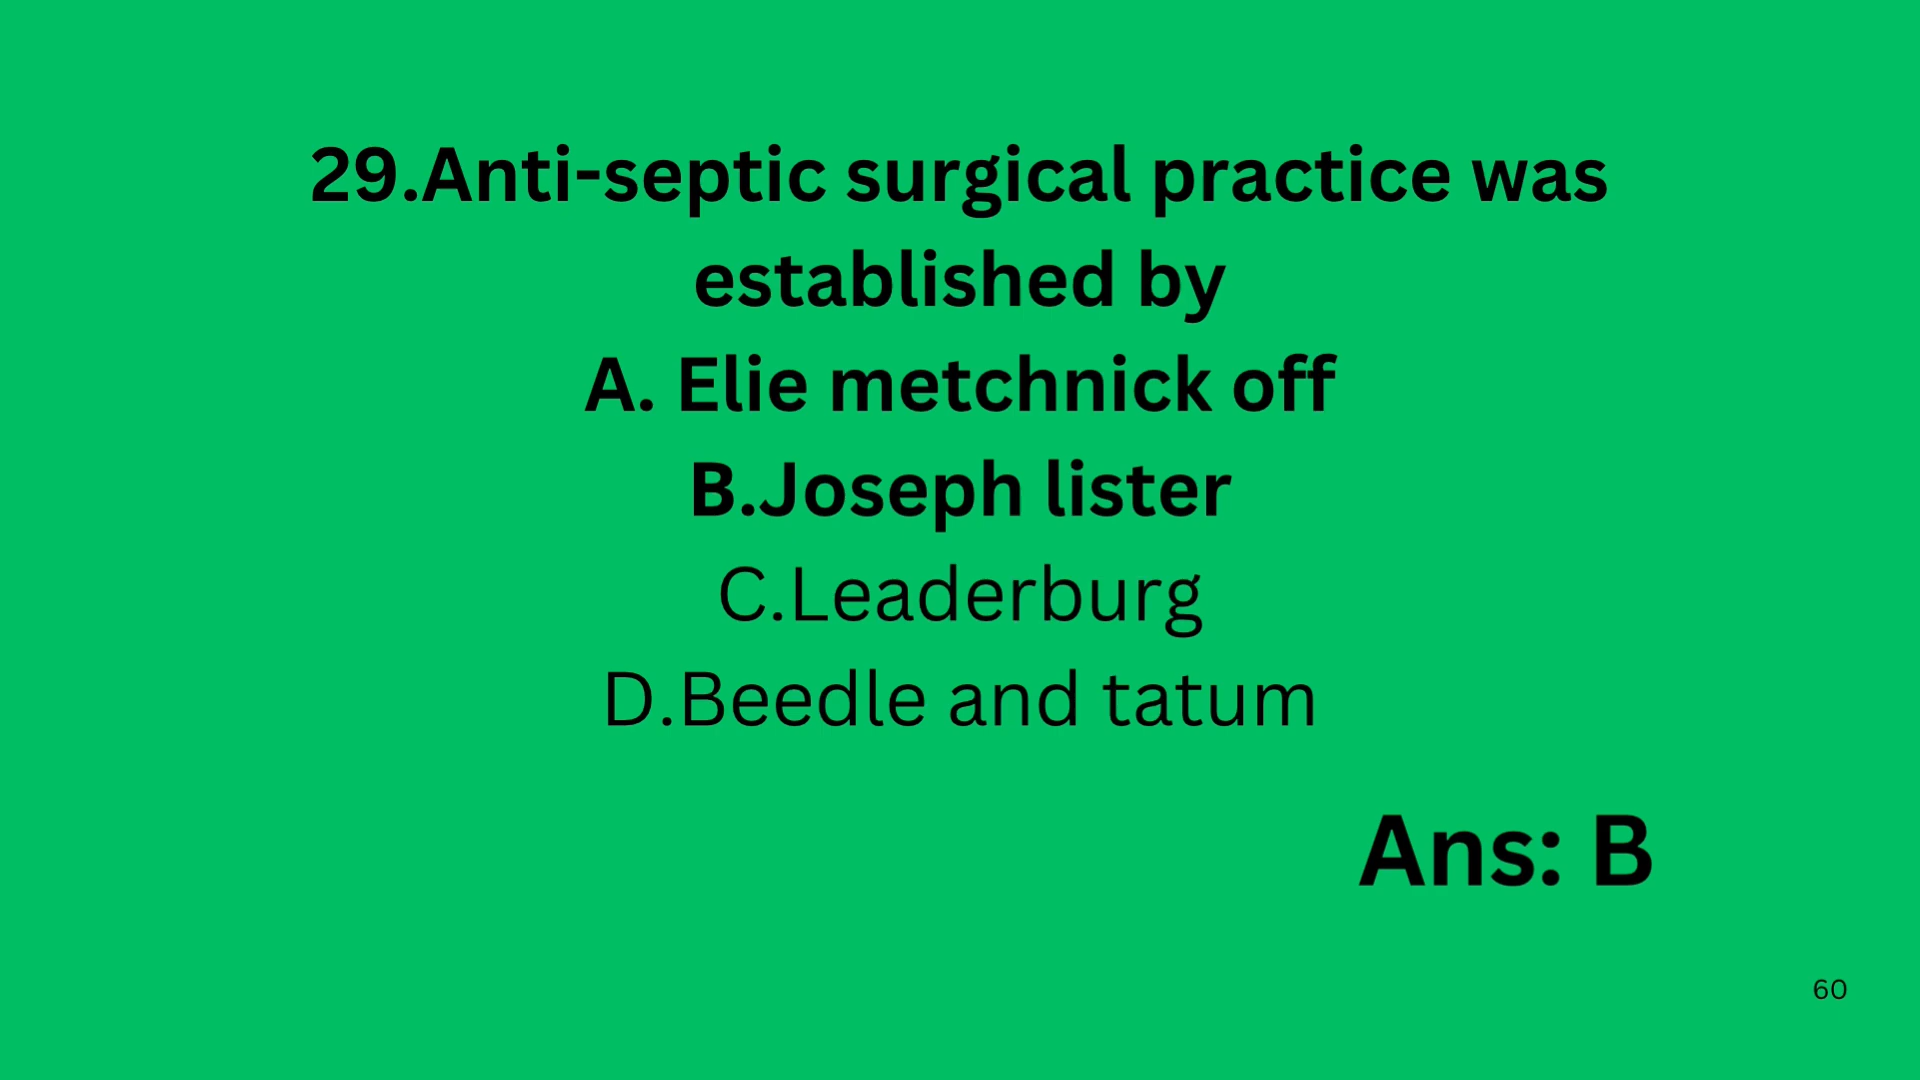 29.Anti-septic surgical practice was
established by
A. Elie metchnick off
B.Joseph lister
C.Leaderburg
D.Beedle and tatum
Ans: B
60